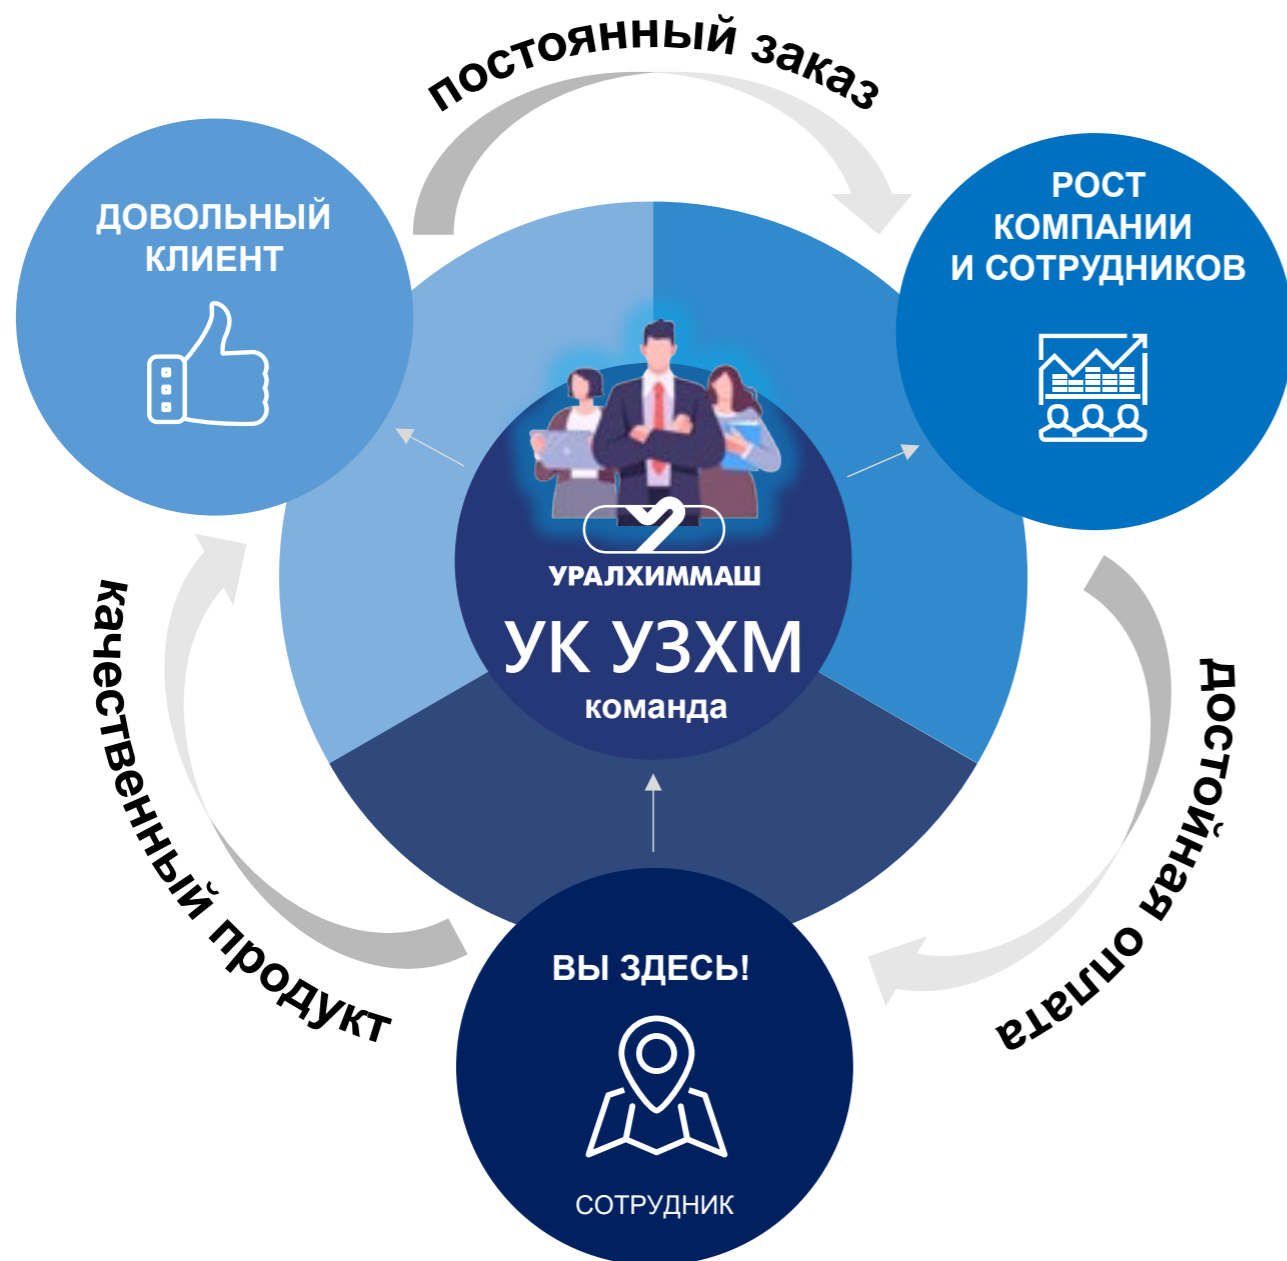 постоянный заказ
ДОВОЛЬНЫЙ
КЛИЕНТ
РОСТ
КОМПАНИИ
И СОТРУДНИКОВ
УРАЛХИММАШ
УК УЗХМ
команда
качественный продукт
достойная оплата
ВЫ ЗДЕСЬ!
СОТРУДНИК